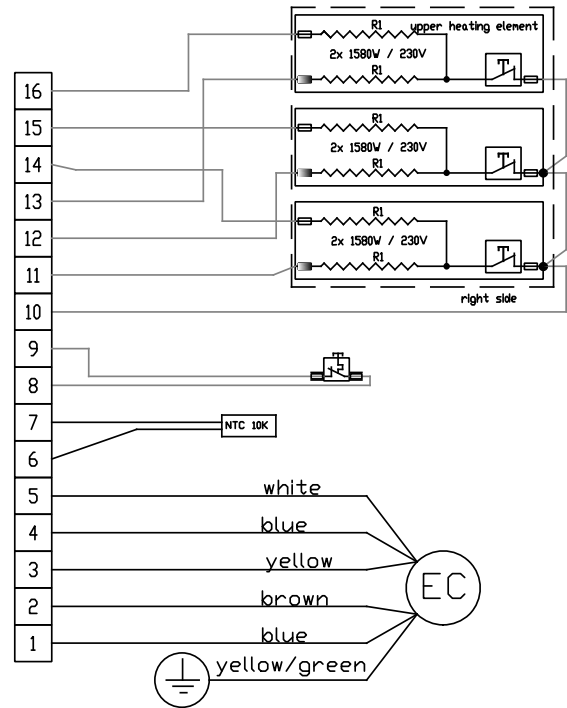 R1 upper heating element
2x 1580W / 230V
R1
R1
2x 1580W / 230V
R1
R1
2x 1580W / 230V
R1
right side
16
15
14
13
12
11
10
9
8
7
6
5
4
3
2
1
NTC 10K
white
blue
yellow
brown
blue
yellow/green
EC